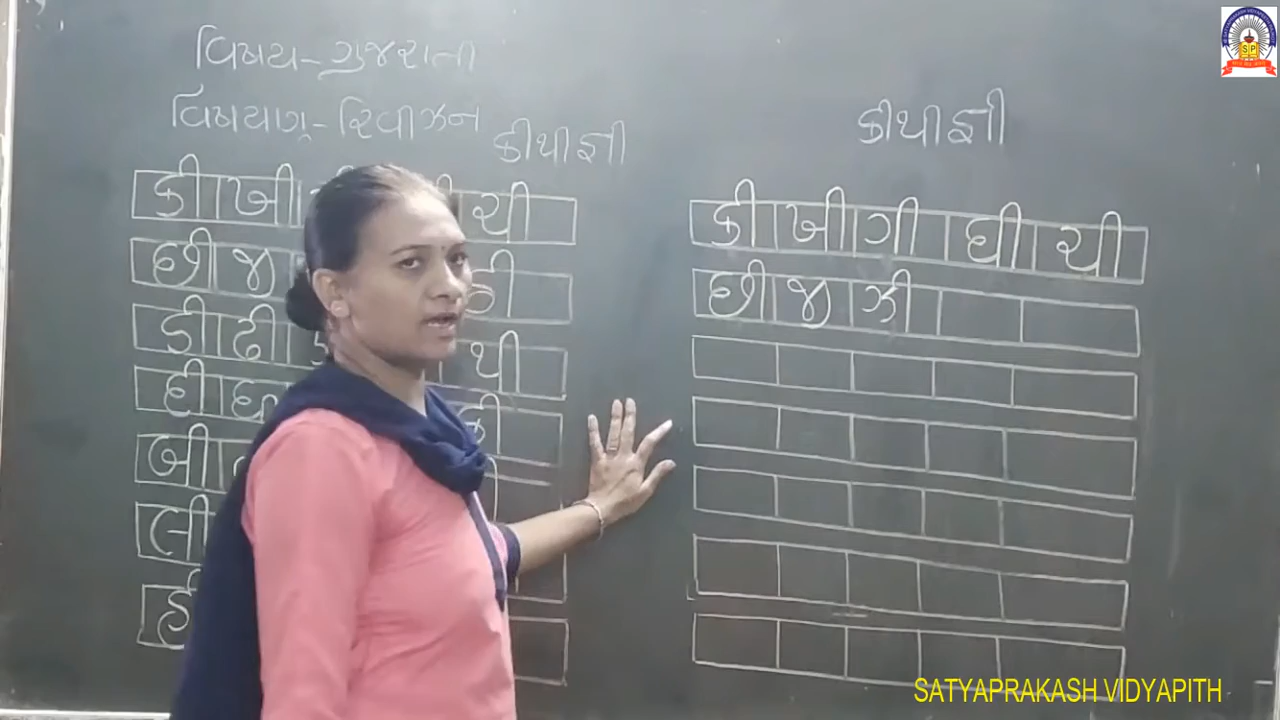 વિષય - ગુજરાતી
વિષયાંગ - રિવીઝન
કીથીજ્ઞી
કી ખી ચી
છી જી ઠી
ડી ઢી થી
દી ધી
બી
લી
કીથીજ્ઞી
કી ખી ગી ઘી ચી
છી જી ઝી
SATYAPRAKASH VIDYAPITH